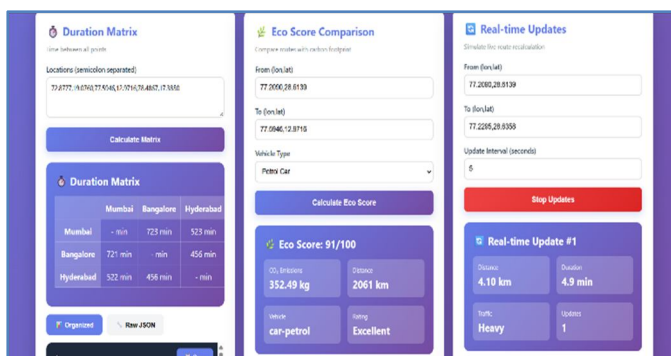 Duration Matrix
Time between all points
Locations (semicolon separated)
Calculate Matrix
Duration Matrix
Mumbai Bangalore Hyderabad
Mumbai - min 723 min 523 min
Bangalore 721 min - min 456 min
Hyderabad 522 min 456 min - min
Organized Raw JSON
Eco Score Comparison
Compare routes with carbon footprint
From (lon,lat)
77.2090,28.6139
To (lon,lat)
77.5946,12.9716
Vehicle Type
Petrol Car
Calculate Eco Score
Eco Score: 91/100
CO₂ Emissions Distance
352.49 kg 2061 km
Vehicle Rating
car-petrol Excellent
Real-time Updates
Simulate live route recalculation
From (lon,lat)
77.2090,28.6139
To (lon,lat)
Update Interval (seconds)
5
Stop Updates
Real-time Update #1
Distance Duration
4.10 km 4.9 min
Traffic Updates
Heavy 1